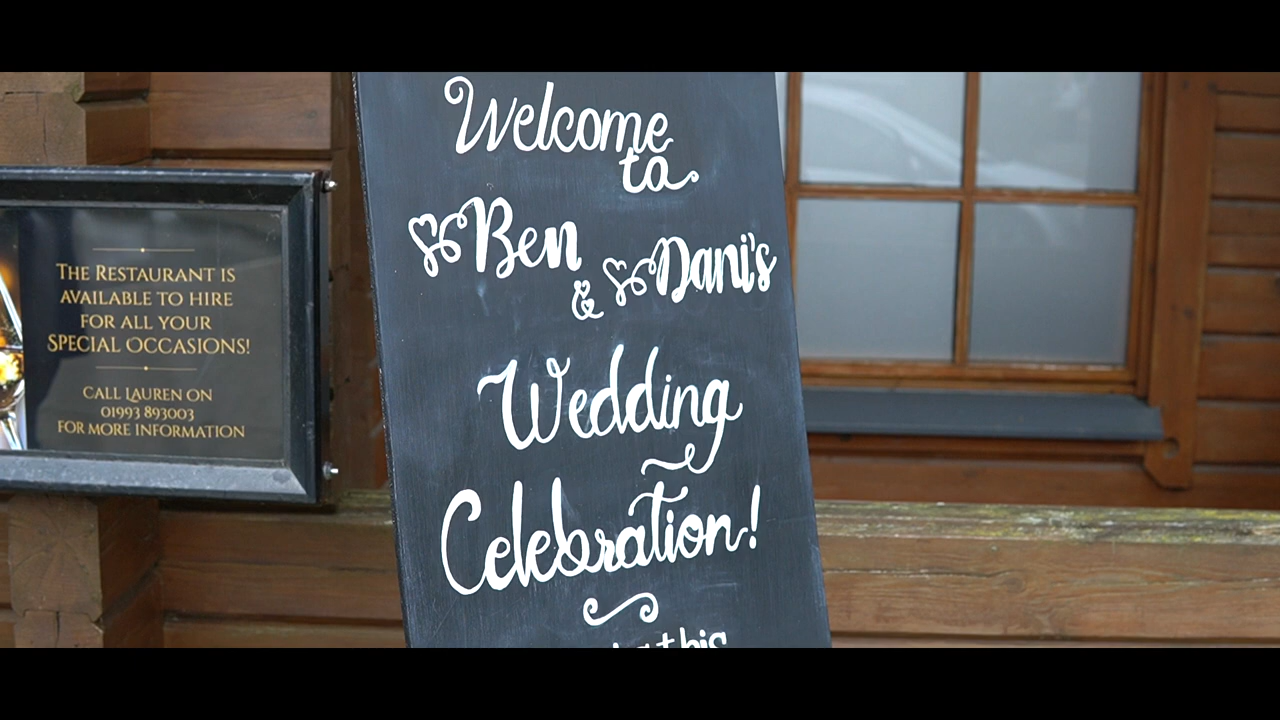 THE RESTAURANT IS
AVAILABLE TO HIRE
FOR ALL YOUR
SPECIAL OCCASIONS!
CALL LAUREN ON
01993 893003
FOR MORE INFORMATION
Welcome
to
Ben
& Dani's
Wedding
Celebration!
this